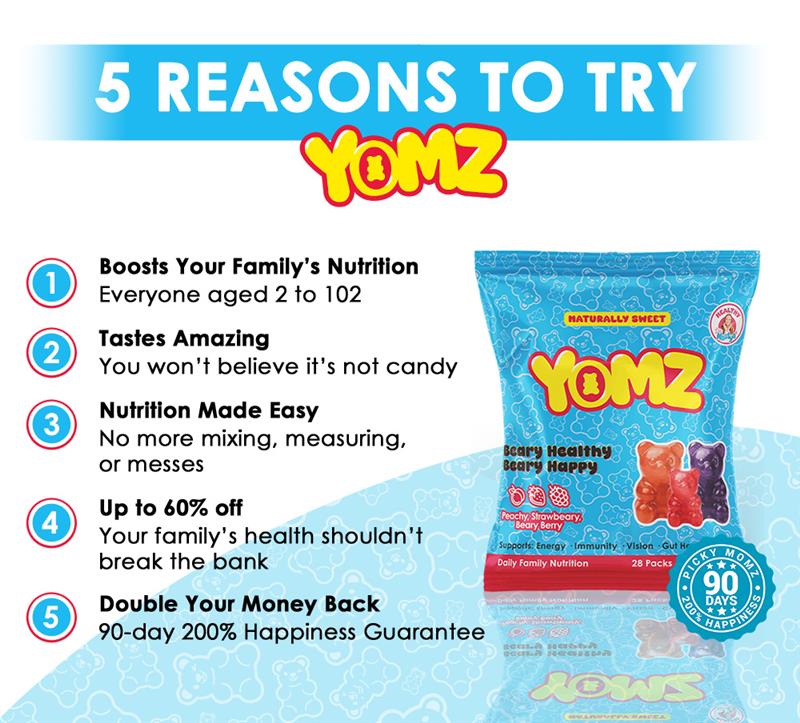 5 REASONS TO TRY
YOMZ
1
Boosts Your Family's Nutrition
Everyone aged 2 to 102
2
Tastes Amazing
You won't believe it's not candy
3
Nutrition Made Easy
No more mixing, measuring,
or messes
4
Up to 60% off
Your family's health shouldn't
break the bank
5
Double Your Money Back
90-day 200% Happiness Guarantee
NATURALLY SWEET
HEALTHY
YOMZ
Beary Healthy
Beary Happy
Peachy, Strawbeary,
Beary Berry
Supports: Energy · Immunity · Vision · Gut
Daily Family Nutrition
28 Packs
PICKY MOMZ
90
DAYS
200% HAPPINESS